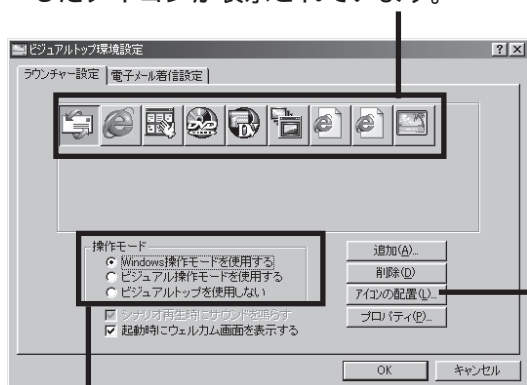 したアイコンが表示されています。
ビジュアルトップ環境設定
ラウンチャー設定
電子メール着信設定
操作モード
Windows操作モードを使用する
ビジュアル操作モードを使用する
ビジュアルトップを使用しない
シナリオ再生時にサウンドを鳴らす
起動時にウェルカム画面を表示する
追加(A)...
削除(D)
アイコンの配置(L)...
プロパティ(P)...
OK
キャンセル